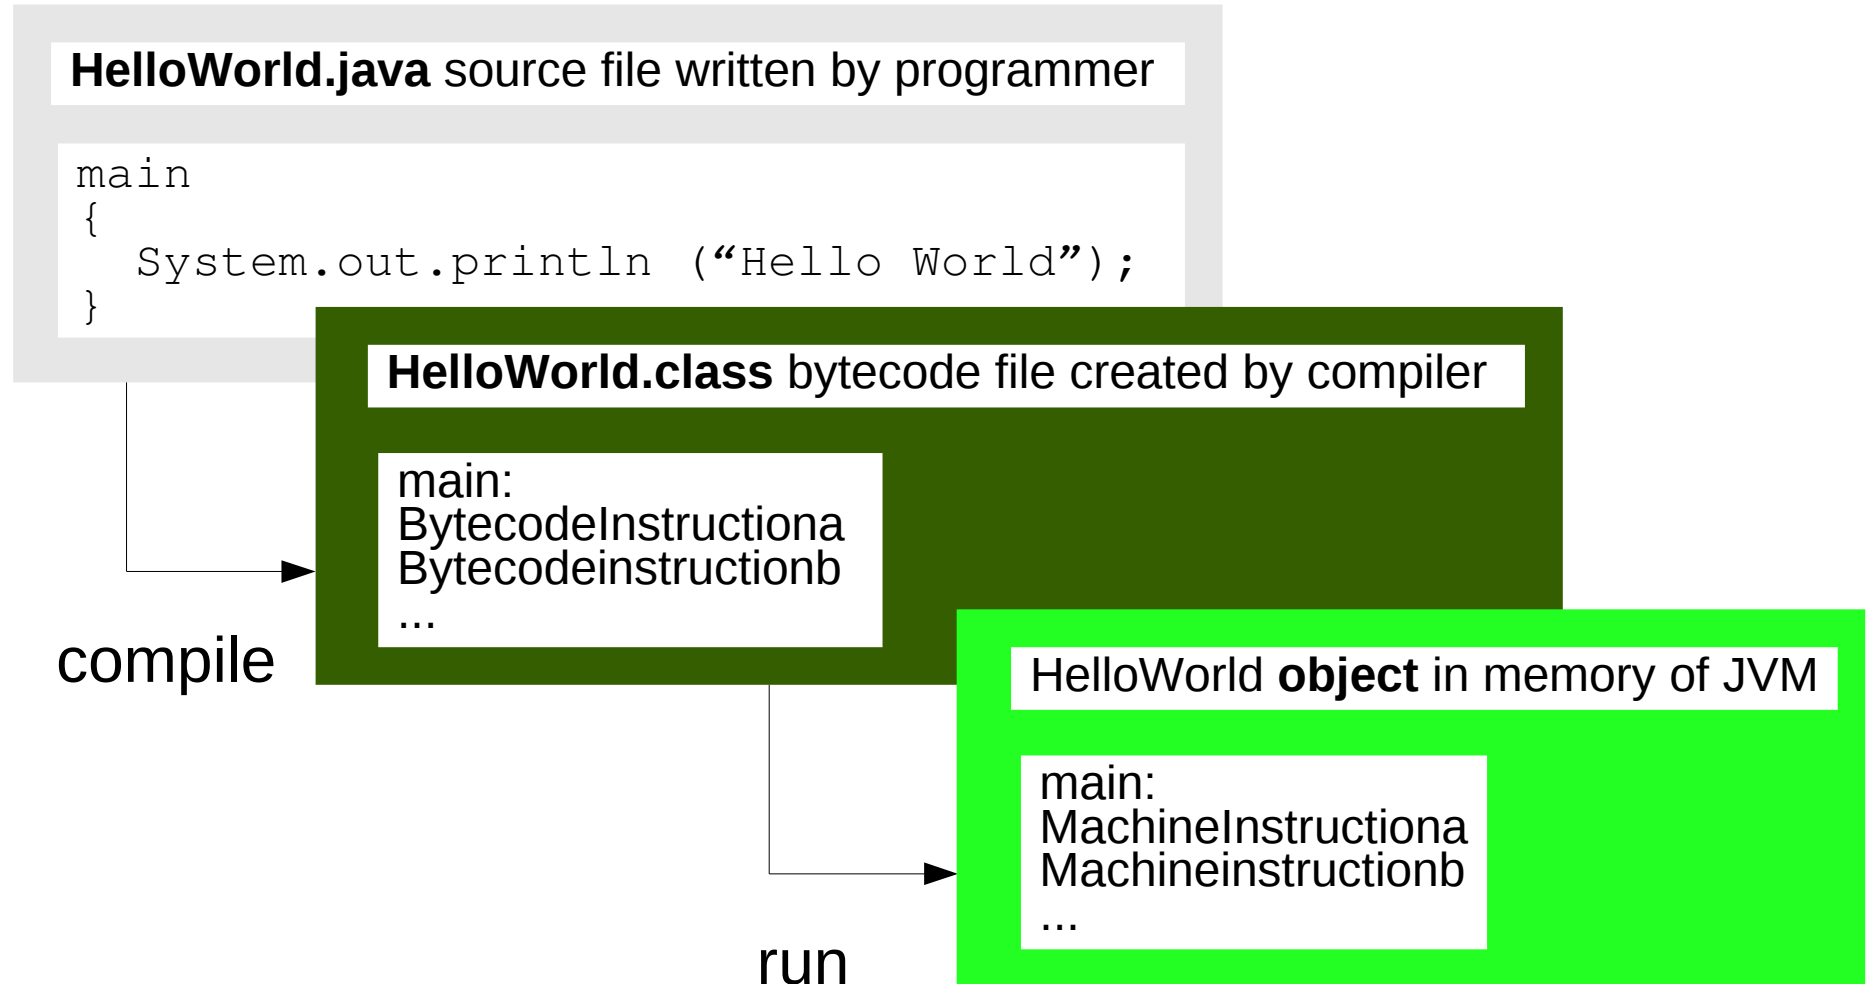 HelloWorld.java source file written by programmer
main
{
System.out.println (“Hello World”);
}
HelloWorld.class bytecode file created by compiler
main:
BytecodeInstructiona
Bytecodeinstructionb
...
compile
HelloWorld object in memory of JVM
main:
MachineInstructiona
Machineinstructionb
...
run